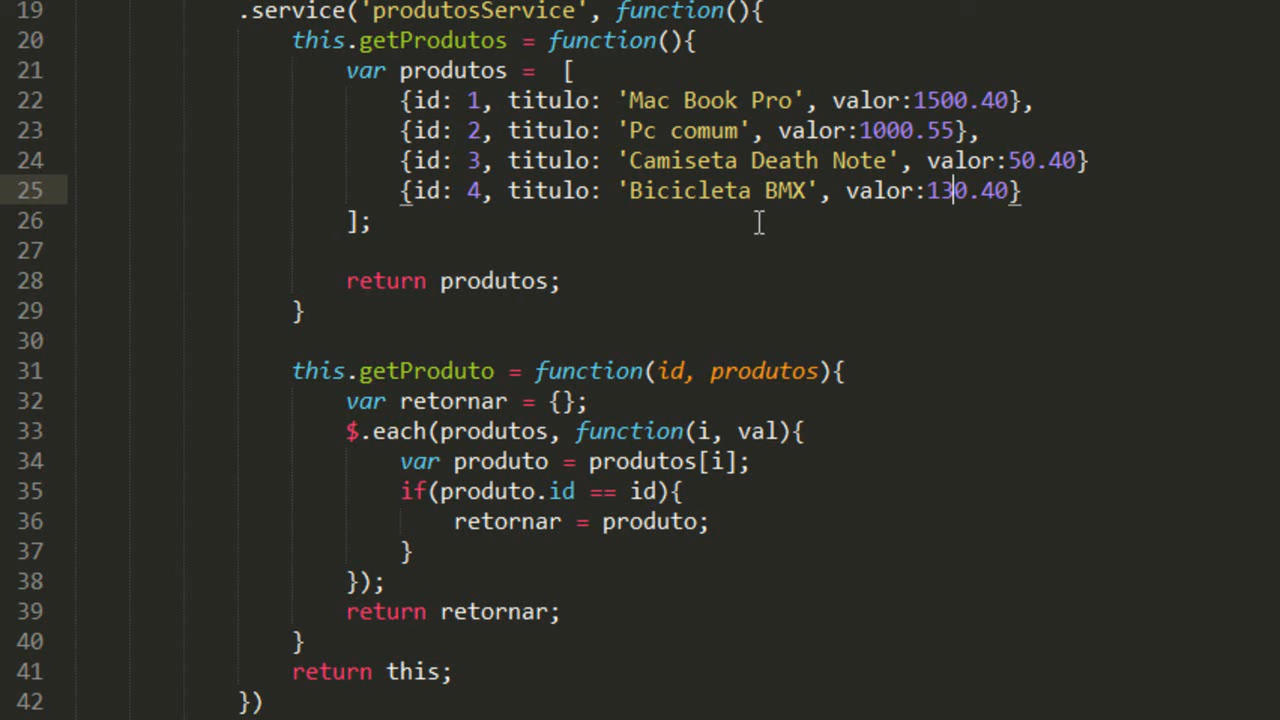 19 .service('produtosService', function(){
20 this.getProdutos = function(){
21 var produtos = [
22 {id: 1, titulo: 'Mac Book Pro', valor:1500.40},
23 {id: 2, titulo: 'Pc comum', valor:1000.55},
24 {id: 3, titulo: 'Camiseta Death Note', valor:50.40}
25 {id: 4, titulo: 'Bicicleta BMX', valor:130.40}
26 ];
27
28 return produtos;
29 }
30
31 this.getProduto = function(id, produtos){
32 var retornar = {};
33 $.each(produtos, function(i, val){
34 var produto = produtos[i];
35 if(produto.id == id){
36 retornar = produto;
37 }
38 });
39 return retornar;
40 }
41 return this;
42 })